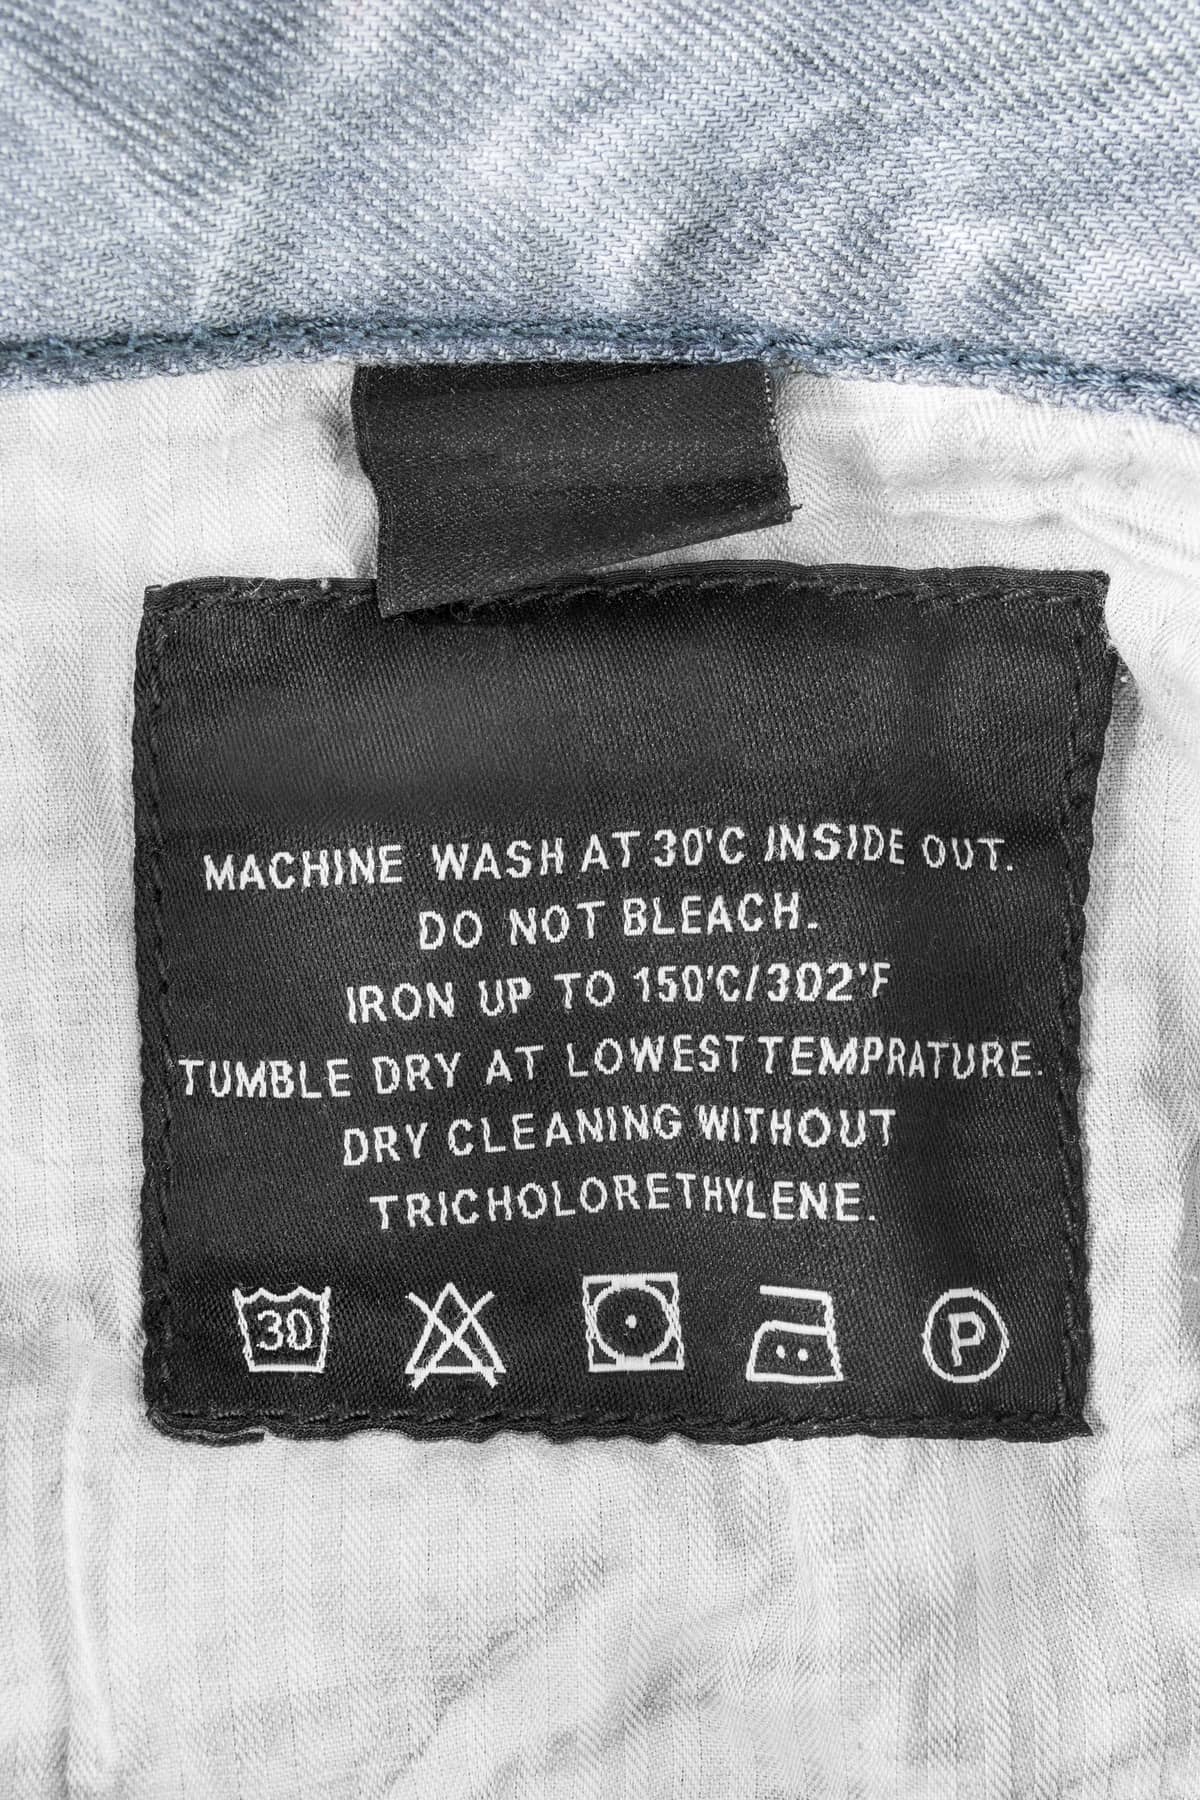 MACHINE WASH AT 30'C INSIDE OUT.
DO NOT BLEACH.
IRON UP TO 150'C/302'F
TUMBLE DRY AT LOWEST TEMPRATURE.
DRY CLEANING WITHOUT
TRICHOLORETHYLENE.
30 P